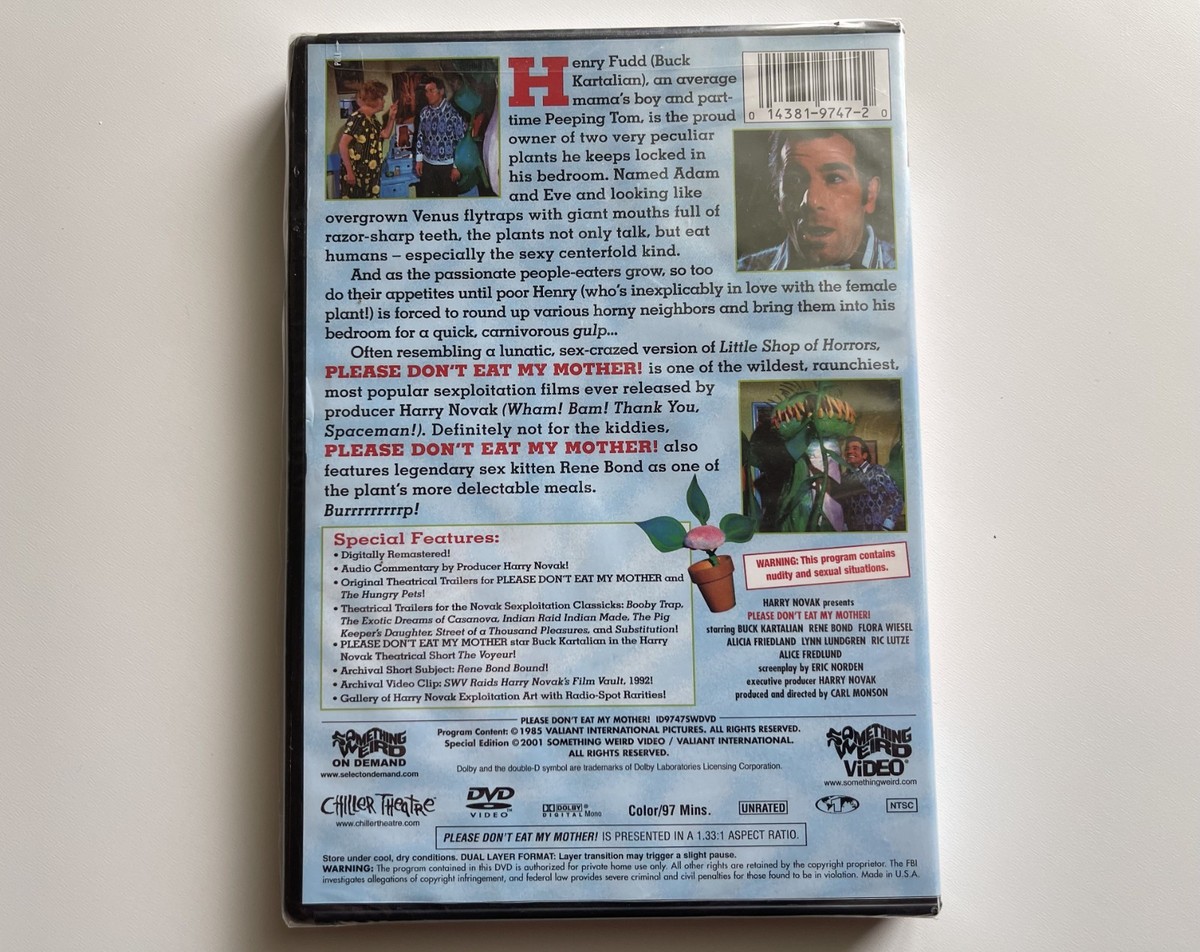 Henry Fudd (Buck
Kartalian), an average
mama's boy and part-
time Peeping Tom, is the proud
owner of two very peculiar
plants he keeps locked in
his bedroom. Named Adam
and Eve and looking like
overgrown Venus flytraps with giant mouths full of
razor-sharp teeth, the plants not only talk, but eat
humans – especially the sexy centerfold kind.
And as the passionate people-eaters grow, so too
do their appetites until poor Henry (who's inexplicably in love with the female
plant!) is forced to round up various horny neighbors and bring them into his
bedroom for a quick, carnivorous gulp...
Often resembling a lunatic, sex-crazed version of Little Shop of Horrors,
PLEASE DON'T EAT MY MOTHER! is one of the wildest, raunchiest,
most popular sexploitation films ever released by
producer Harry Novak (Wham! Bam! Thank You,
Spaceman!). Definitely not for the kiddies,
PLEASE DON'T EAT MY MOTHER! also
features legendary sex kitten Rene Bond as one of
the plant's more delectable meals.
Burrrrrrrrrp!
0 14381-9747-2 0
Special Features:
• Digitally Remastered!
• Audio Commentary by Producer Harry Novak!
• Original Theatrical Trailers for PLEASE DON'T EAT MY MOTHER and
The Hungry Pets!
• Theatrical Trailers for the Novak Sexploitation Classicks: Booby Trap,
The Exotic Dreams of Casanova, Indian Raid Indian Made, The Pig
Keeper's Daughter, Street of a Thousand Pleasures, and Substitution!
• PLEASE DON'T EAT MY MOTHER star Buck Kartalian in the Harry
Novak Theatrical Short The Voyeur!
• Archival Short Subject: Rene Bond Bound!
• Archival Video Clip: SWV Raids Harry Novak's Film Vault, 1992!
• Gallery of Harry Novak Exploitation Art with Radio-Spot Rarities!
WARNING: This program contains
nudity and sexual situations.
HARRY NOVAK presents
PLEASE DON'T EAT MY MOTHER!
starring BUCK KARTALIAN RENE BOND FLORA WIESEL
ALICIA FRIEDLAND LYNN LUNDGREN RIC LUTZE
ALICE FREDLUND
screenplay by ERIC NORDEN
executive producer HARRY NOVAK
produced and directed by CARL MONSON
PLEASE DON'T EAT MY MOTHER! ID9747SWDVD
Program Content: © 1985 VALIANT INTERNATIONAL PICTURES. ALL RIGHTS RESERVED.
Special Edition © 2001 SOMETHING WEIRD VIDEO / VALIANT INTERNATIONAL.
ALL RIGHTS RESERVED.
Dolby and the double-D symbol are trademarks of Dolby Laboratories Licensing Corporation.
SOMETHING
WEIRD
ON DEMAND
www.selectondemand.com
SOMETHING
WEIRD
ViDEO®
www.somethingweird.com
CHILLER THEATRE
www.chillertheatre.com
DVD
VIDEO™
DOLBY®
DIGITAL Mono
Color/97 Mins.
UNRATED
1
NTSC
PLEASE DON'T EAT MY MOTHER! IS PRESENTED IN A 1.33:1 ASPECT RATIO.
Store under cool, dry conditions. DUAL LAYER FORMAT: Layer transition may trigger a slight pause.
WARNING: The program contained in this DVD is authorized for private home use only. All other rights are retained by the copyright proprietor. The FBI
investigates allegations of copyright infringement, and federal law provides severe criminal and civil penalties for those found to be in violation. Made in U.S.A.